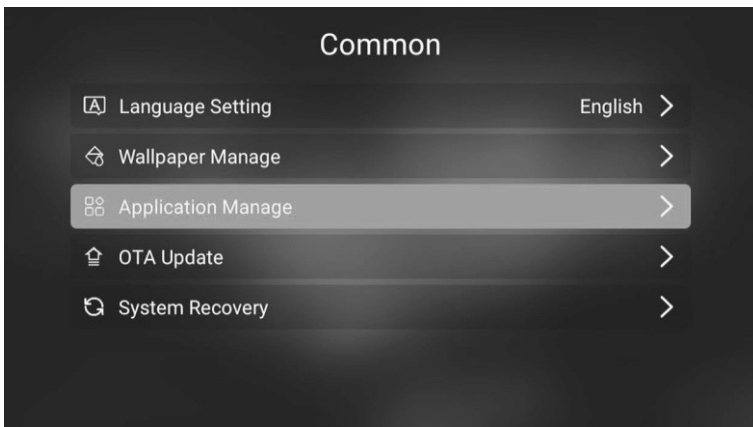 Common
Language Setting English
Wallpaper Manage
Application Manage
OTA Update
System Recovery